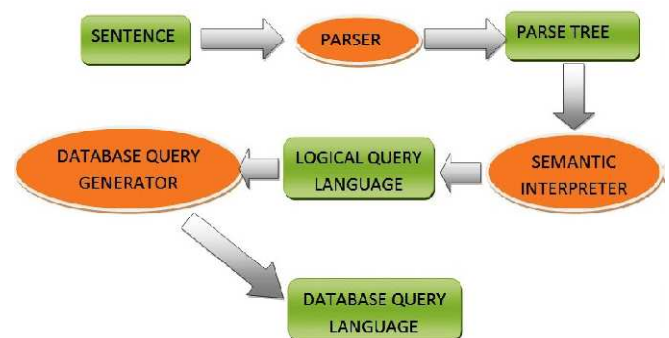 SENTENCE
PARSER
PARSE TREE
SEMANTIC
INTERPRETER
LOGICAL QUERY
LANGUAGE
DATABASE QUERY
GENERATOR
DATABASE QUERY
LANGUAGE